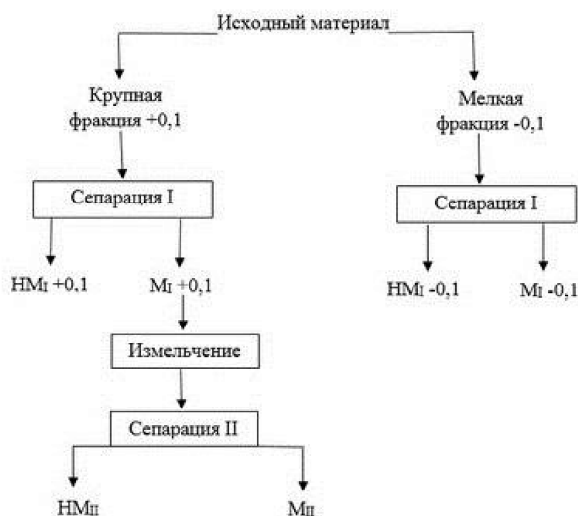 Исходный материал
Крупная
фракция +0,1
Мелкая
фракция -0,1
Сепарация I
Сепарация I
НМI +0,1
МI +0,1
НМI -0,1
МI -0,1
Измельчение
Сепарация II
НМII
МII